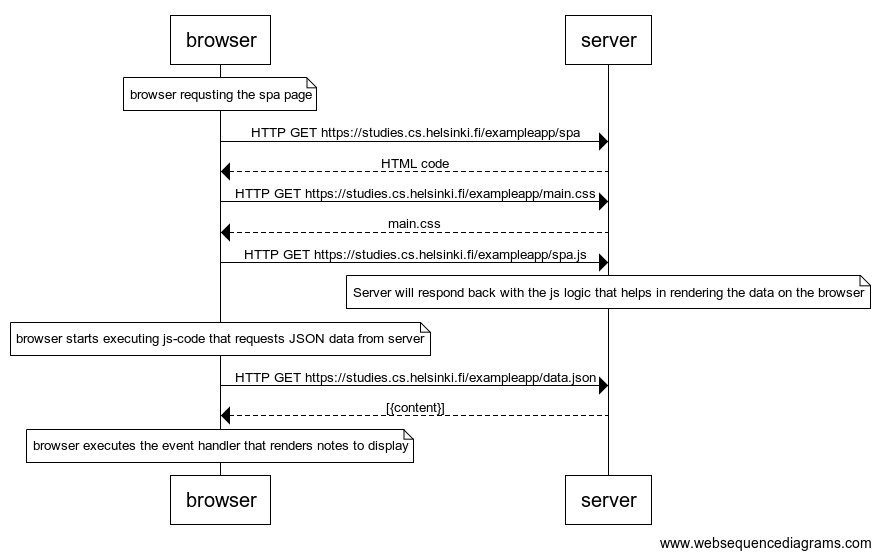 browser
server
browser requsting the spa page
HTTP GET https://studies.cs.helsinki.fi/exampleapp/spa
HTML code
HTTP GET https://studies.cs.helsinki.fi/exampleapp/main.css
main.css
HTTP GET https://studies.cs.helsinki.fi/exampleapp/spa.js
Server will respond back with the js logic that helps in rendering the data on the browser
browser starts executing js-code that requests JSON data from server
HTTP GET https://studies.cs.helsinki.fi/exampleapp/data.json
[{content}]
browser executes the event handler that renders notes to display
browser
server
www.websequencediagrams.com